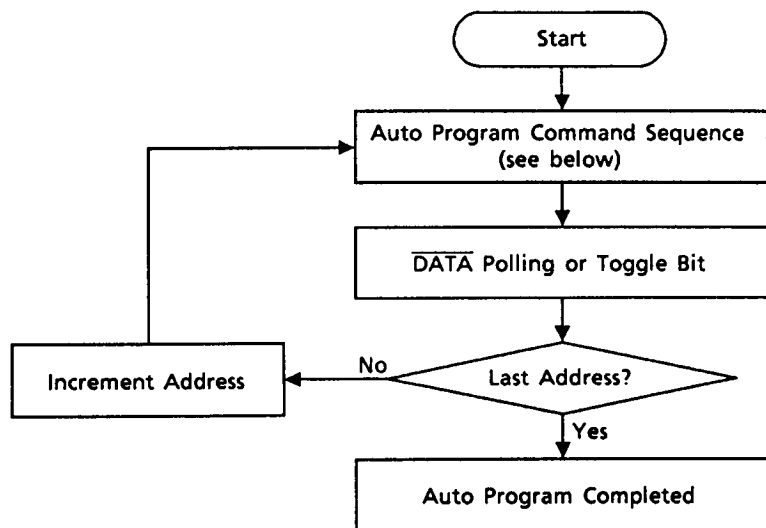 Start
Auto Program Command Sequence
(see below)
D̅A̅T̅A̅ Polling or Toggle Bit
Last Address?
No
Increment Address
Yes
Auto Program Completed